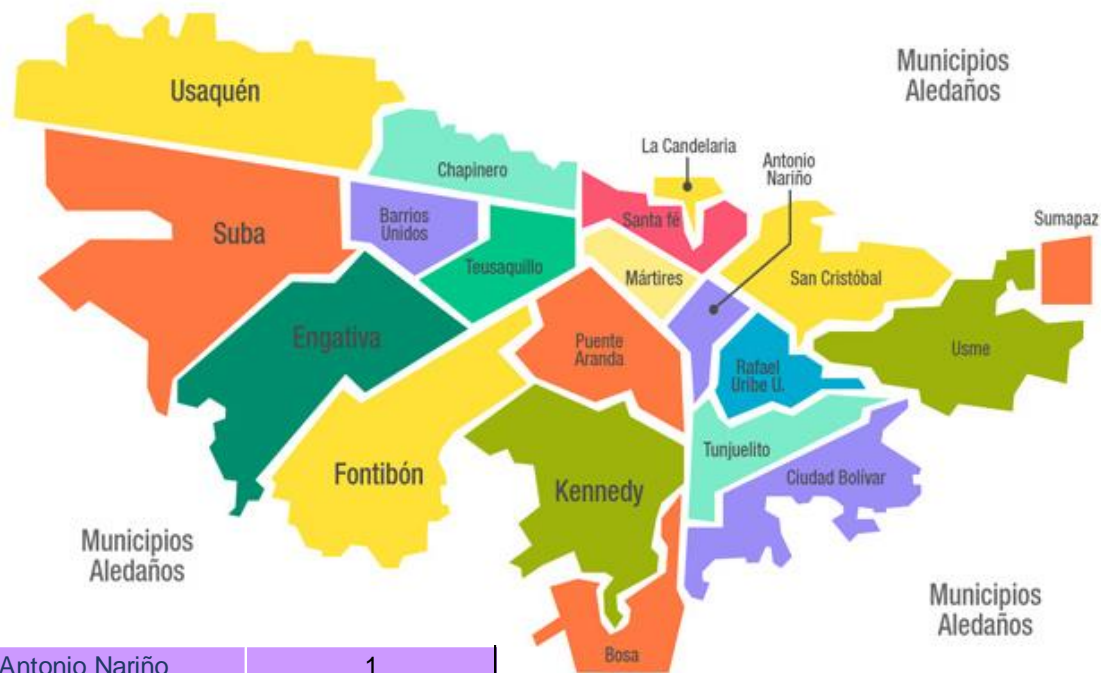 Municipios
Aledaños
Usaquén
La Candelaria
Antonio
Nariño
Chapinero
Barrios
Unidos
Santa fé
Sumapaz
Suba
Teusaquillo
Mártires
San Cristóbal
Engativa
Puente
Aranda
Usme
Rafael
Uribe U.
Fontibón
Kennedy
Tunjuelito
Ciudad Bolívar
Municipios
Aledaños
Municipios
Aledaños
Bosa
Antonio Nariño 1